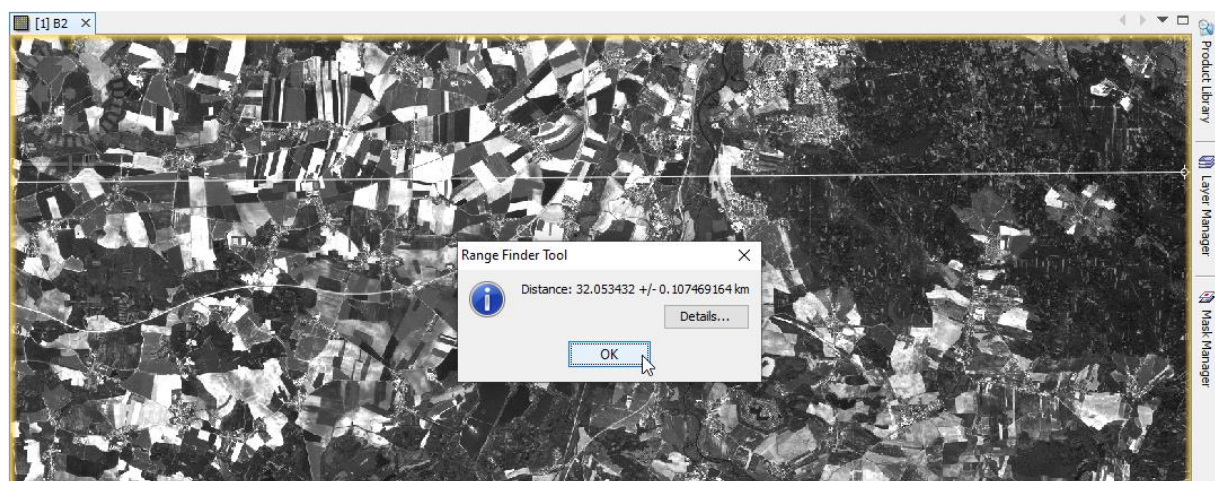 [1] B2
Product Library
Layer Manager
Mask Manager
Range Finder Tool
Distance: 32.053432 +/- 0.107469164 km
Details...
OK